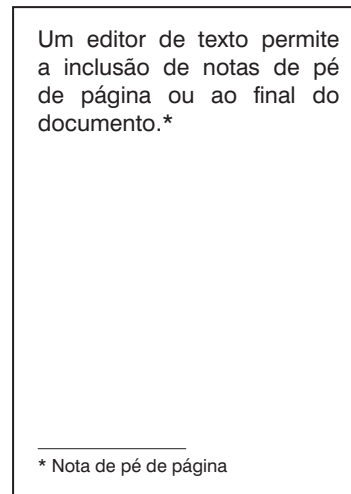 Um editor de texto permite
a inclusão de notas de pé
de página ou ao final do
documento.*
* Nota de pé de página